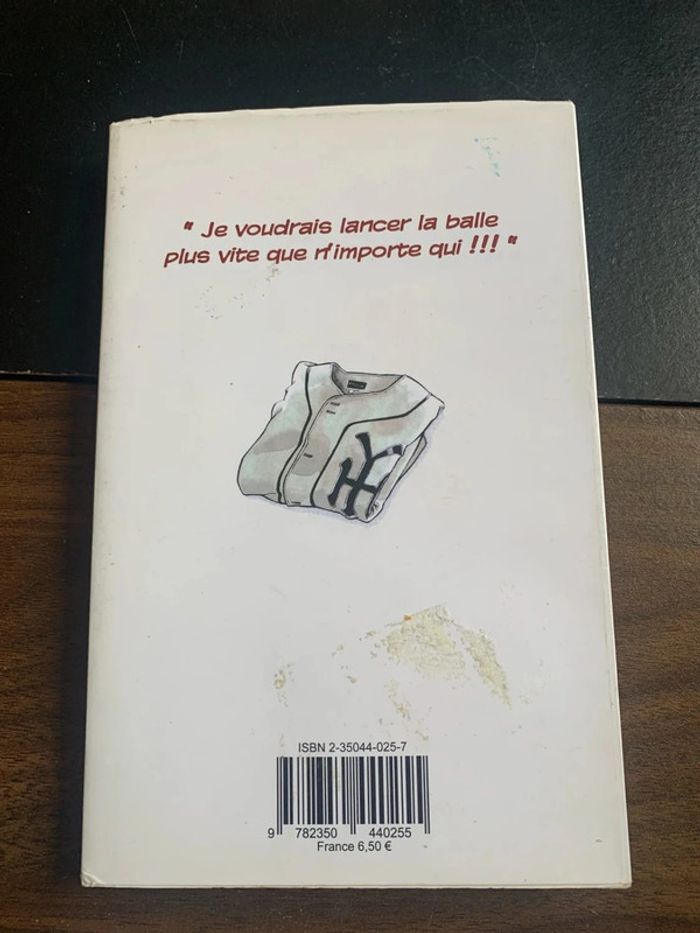 " Je voudrais lancer la balle
plus vite que n'importe qui !!! "
ISBN 2-35044-025-7
9 782350 440255
France 6,50 €